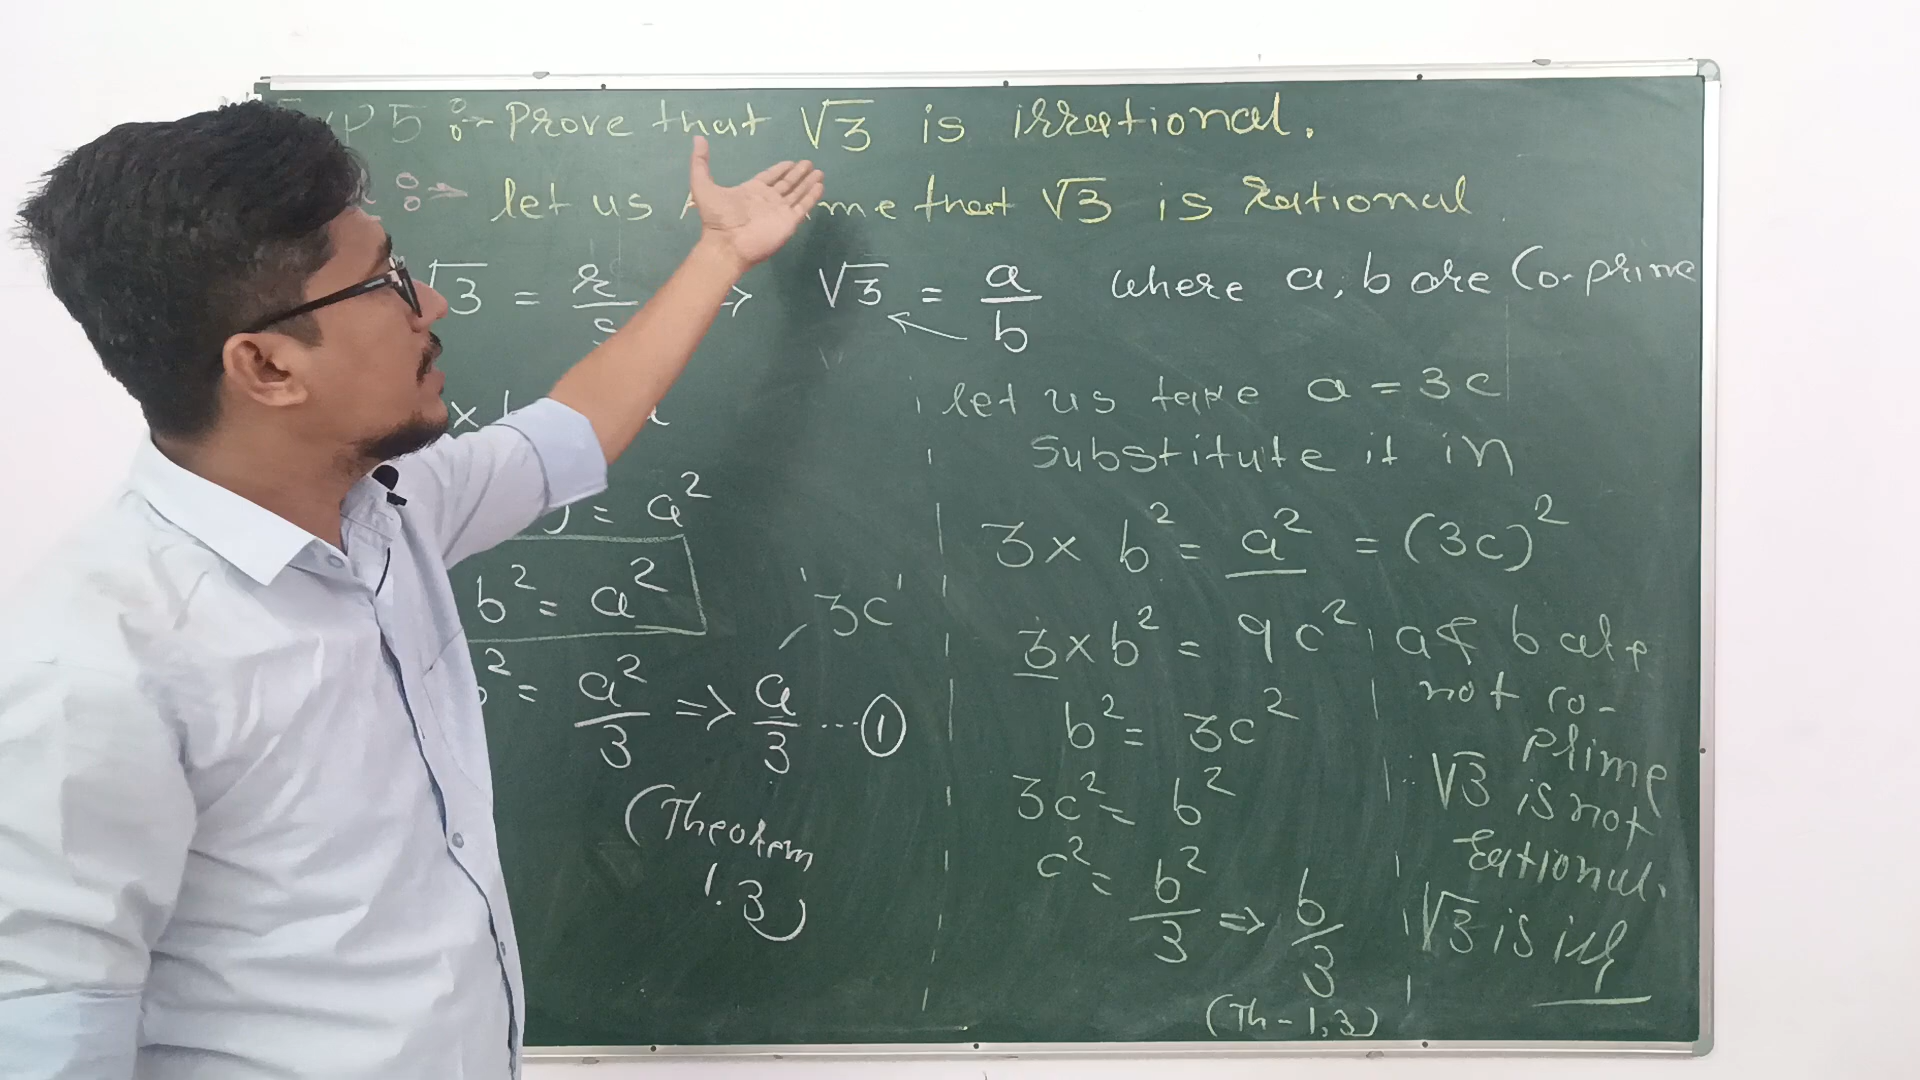 P5 :- Prove that √3 is irrational.
:→ let us me that √3 is rational
√3 = r/s ⇒ √3 = a/b where a, b are Co-prime
let us take a = 3c
Substitute it in
= a²
b² = a²
b² = a²/3 ⇒ a/3 ... ①
'3c'
(Theorem
1.3)
3 × b² = a² = (3c)²
3 × b² = 9c²
b² = 3c²
3c² = b²
c² = b²/3 ⇒ b/3
(Th - 1.3)
a & b are
not co-
prime
∴ √3 is not
rational.
√3 is irr